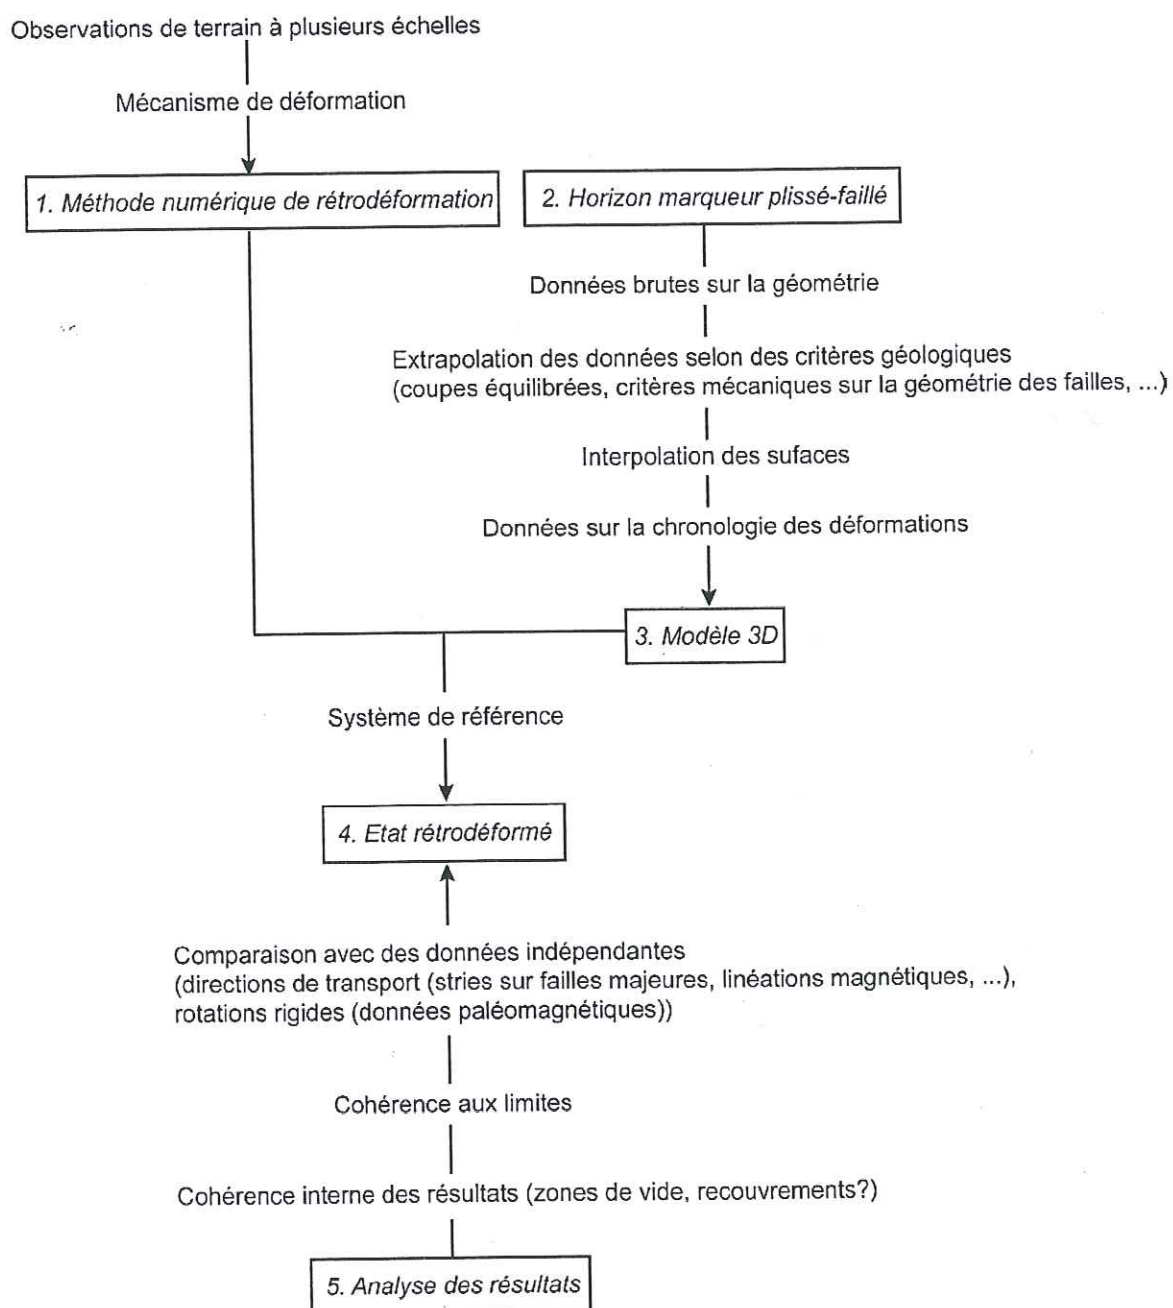 Observations de terrain à plusieurs échelles
Mécanisme de déformation
1. Méthode numérique de rétrodéformation
2. Horizon marqueur plissé-faillé
Données brutes sur la géométrie
Extrapolation des données selon des critères géologiques
(coupes équilibrées, critères mécaniques sur la géométrie des failles, ...)
Interpolation des sufaces
Données sur la chronologie des déformations
3. Modèle 3D
Système de référence
4. Etat rétrodéformé
Comparaison avec des données indépendantes
(directions de transport (stries sur failles majeures, linéations magnétiques, ...),
rotations rigides (données paléomagnétiques))
Cohérence aux limites
Cohérence interne des résultats (zones de vide, recouvrements?)
5. Analyse des résultats